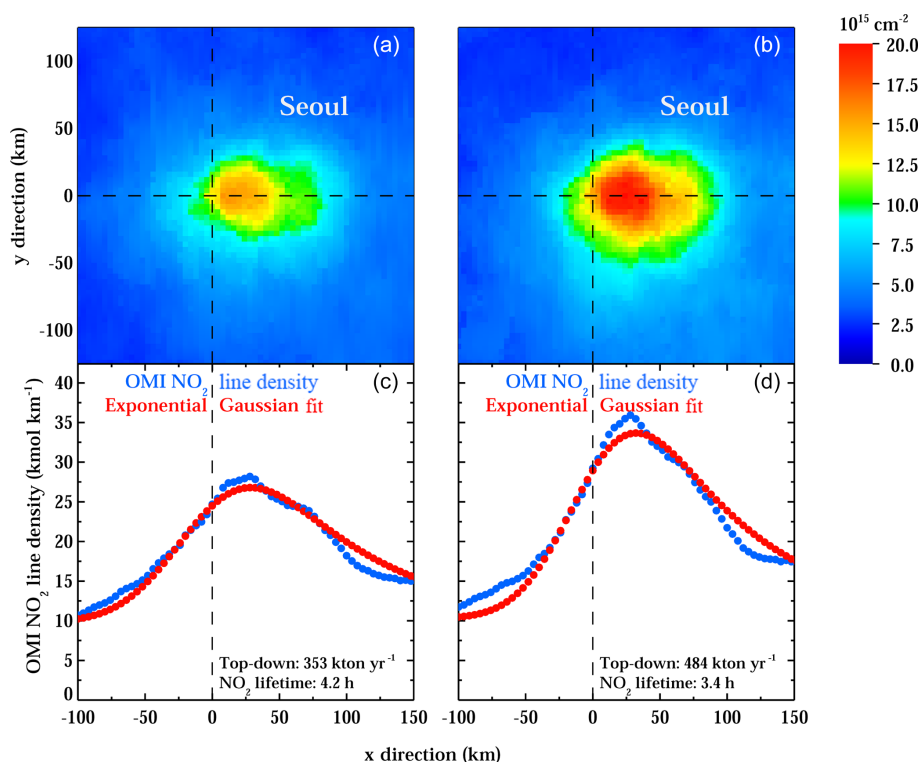 (a)
(b)
Seoul
Seoul
10¹⁵ cm⁻²
20.0
17.5
15.0
12.5
10.0
7.5
5.0
2.5
0.0
y direction (km)
100
50
0
-50
-100
(c)
(d)
OMI NO₂ line density
Exponential Gaussian fit
OMI NO₂ line density
Exponential Gaussian fit
OMI NO₂ line density (kmol km⁻¹)
40
35
30
25
20
15
10
5
0
Top-down: 353 kton yr⁻¹
NO₂ lifetime: 4.2 h
Top-down: 484 kton yr⁻¹
NO₂ lifetime: 3.4 h
-100 -50 0 50 100 150
-100 -50 0 50 100 150
x direction (km)